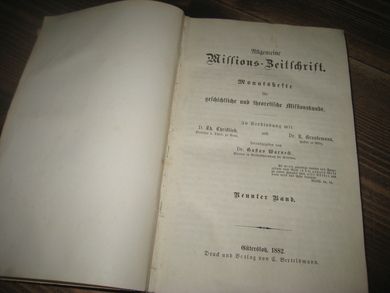 Allgemeine
Missions-Zeitschrift.
Monatshefte
für
geschichtliche und theoretische Missionskunde.
In Verbindung mit
D. Th. Christlieb, und Dr. R. Grundemann,
herausgegeben
von
Dr. Gustav Warneck,
Neunter Band.
Gütersloh, 1882.
Druck und Verlag von C. Bertelsmann.